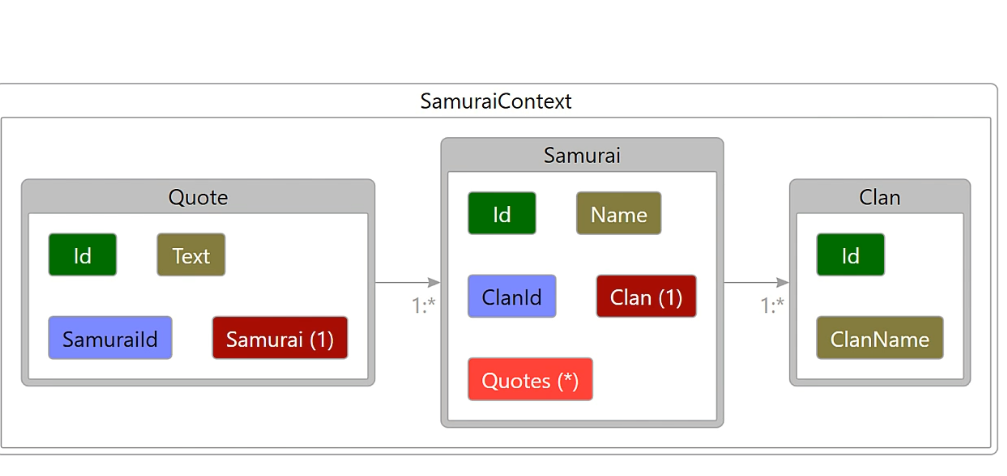 SamuraiContext
Quote
Id
Text
SamuraiId
Samurai (1)
1:*
Samurai
Id
Name
ClanId
Clan (1)
Quotes (*)
1:*
Clan
Id
ClanName